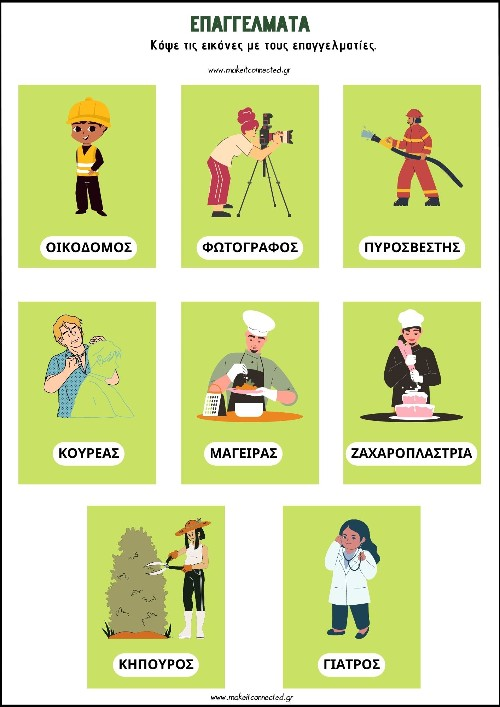 ΕΠΑΓΓΕΛΜΑΤΑ
Κόψε τις εικόνες με τους επαγγελματίες.
www.makeitconnected.gr
ΟΙΚΟΔΟΜΟΣ
ΦΩΤΟΓΡΑΦΟΣ
ΠΥΡΟΣΒΕΣΤΗΣ
ΚΟΥΡΕΑΣ
ΜΑΓΕΙΡΑΣ
ΖΑΧΑΡΟΠΛΑΣΤΡΙΑ
ΚΗΠΟΥΡΟΣ
ΓΙΑΤΡΟΣ
www.makeitconnected.gr